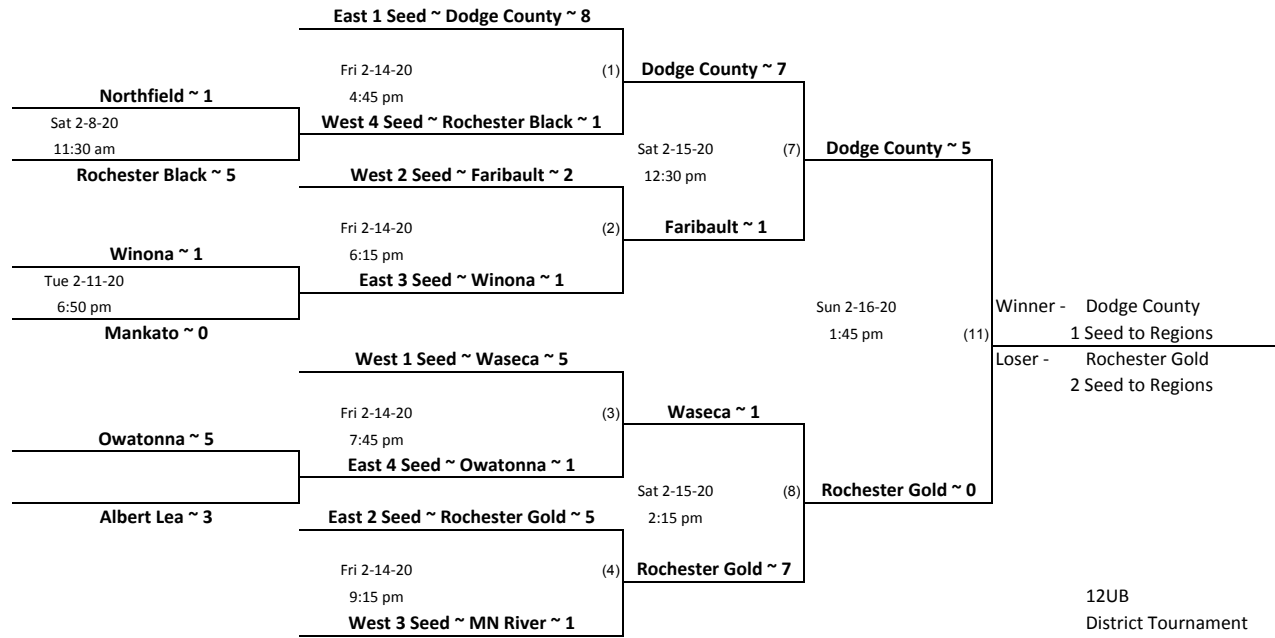 East 1 Seed ~ Dodge County ~ 8
Fri 2-14-20
(1)
Dodge County ~ 7
Northfield ~ 1
4:45 pm
Sat 2-8-20
West 4 Seed ~ Rochester Black ~ 1
11:30 am
Sat 2-15-20
(7)
Dodge County ~ 5
Rochester Black ~ 5
West 2 Seed ~ Faribault ~ 2
12:30 pm
Fri 2-14-20
(2)
Faribault ~ 1
Winona ~ 1
6:15 pm
Tue 2-11-20
East 3 Seed ~ Winona ~ 1
6:50 pm
Sun 2-16-20
Winner - Dodge County
Mankato ~ 0
1:45 pm
(11)
1 Seed to Regions
West 1 Seed ~ Waseca ~ 5
Loser - Rochester Gold
2 Seed to Regions
Fri 2-14-20
(3)
Waseca ~ 1
Owatonna ~ 5
7:45 pm
East 4 Seed ~ Owatonna ~ 1
Sat 2-15-20
(8)
Rochester Gold ~ 0
Albert Lea ~ 3
East 2 Seed ~ Rochester Gold ~ 5
2:15 pm
Fri 2-14-20
(4)
Rochester Gold ~ 7
9:15 pm
12UB
West 3 Seed ~ MN River ~ 1
District Tournament